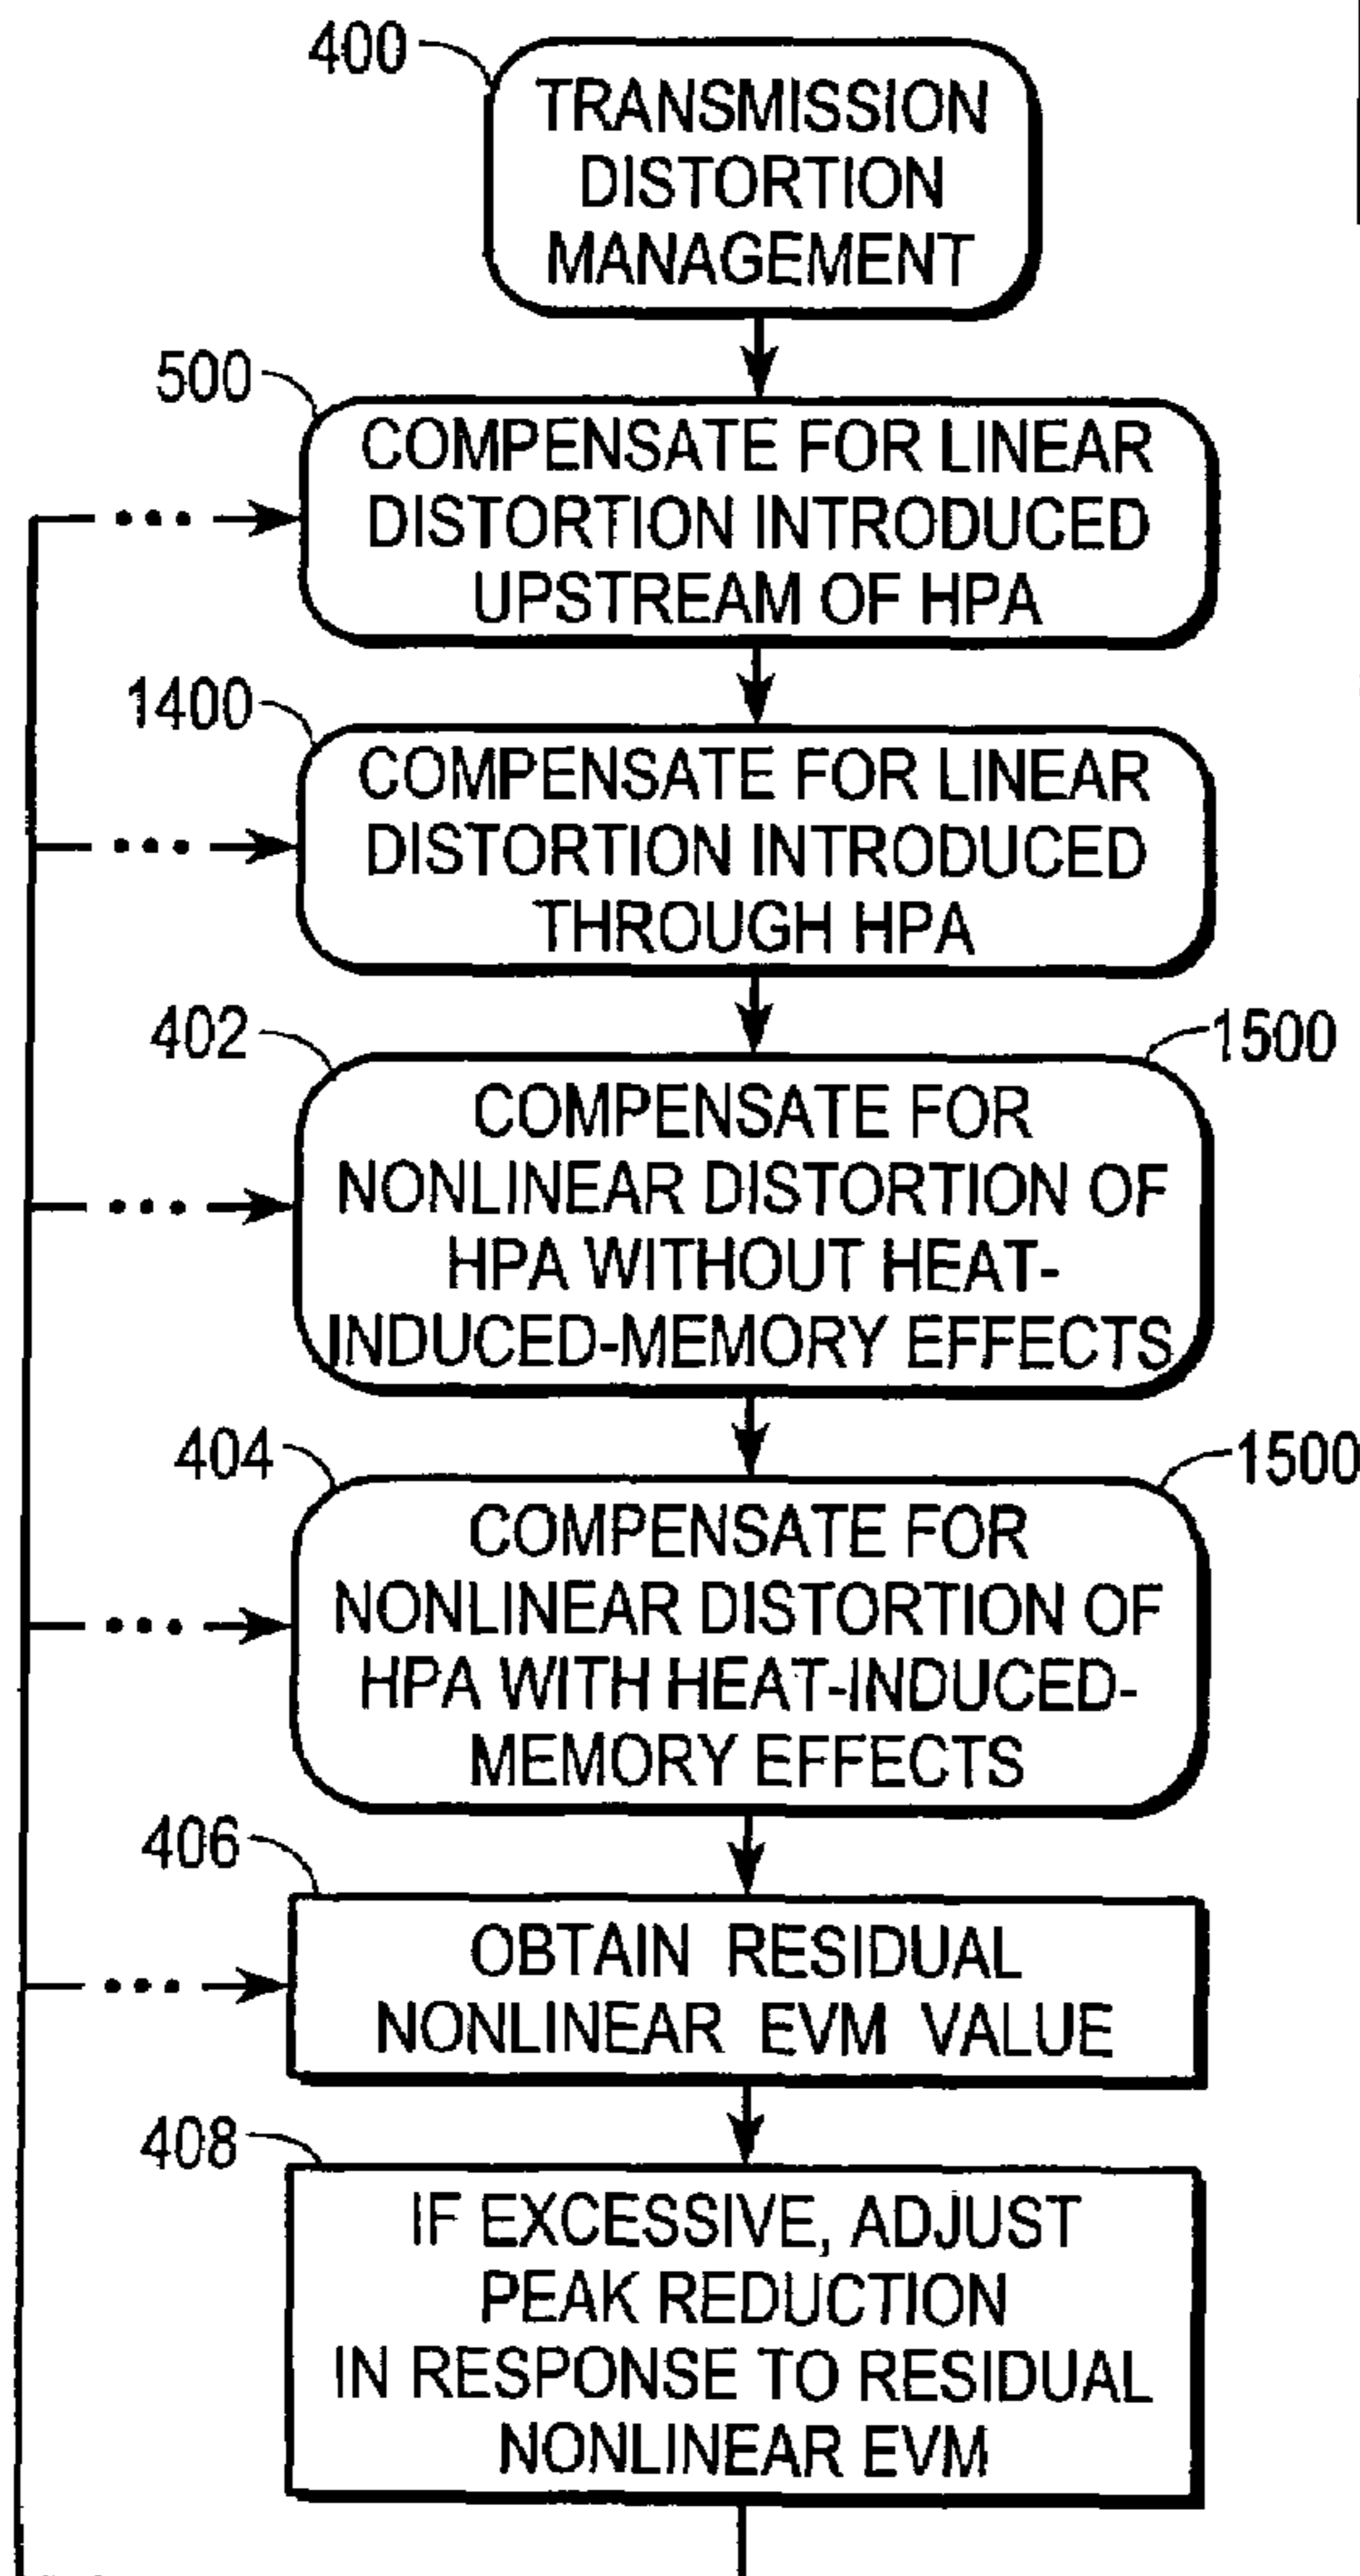 400
TRANSMISSION
DISTORTION
MANAGEMENT
500
COMPENSATE FOR LINEAR
DISTORTION INTRODUCED
UPSTREAM OF HPA
1400
COMPENSATE FOR LINEAR
DISTORTION INTRODUCED
THROUGH HPA
402
1500
COMPENSATE FOR
NONLINEAR DISTORTION OF
HPA WITHOUT HEAT-
INDUCED-MEMORY EFFECTS
404
1500
COMPENSATE FOR
NONLINEAR DISTORTION OF
HPA WITH HEAT-INDUCED-
MEMORY EFFECTS
406
OBTAIN RESIDUAL
NONLINEAR EVM VALUE
408
IF EXCESSIVE, ADJUST
PEAK REDUCTION
IN RESPONSE TO RESIDUAL
NONLINEAR EVM